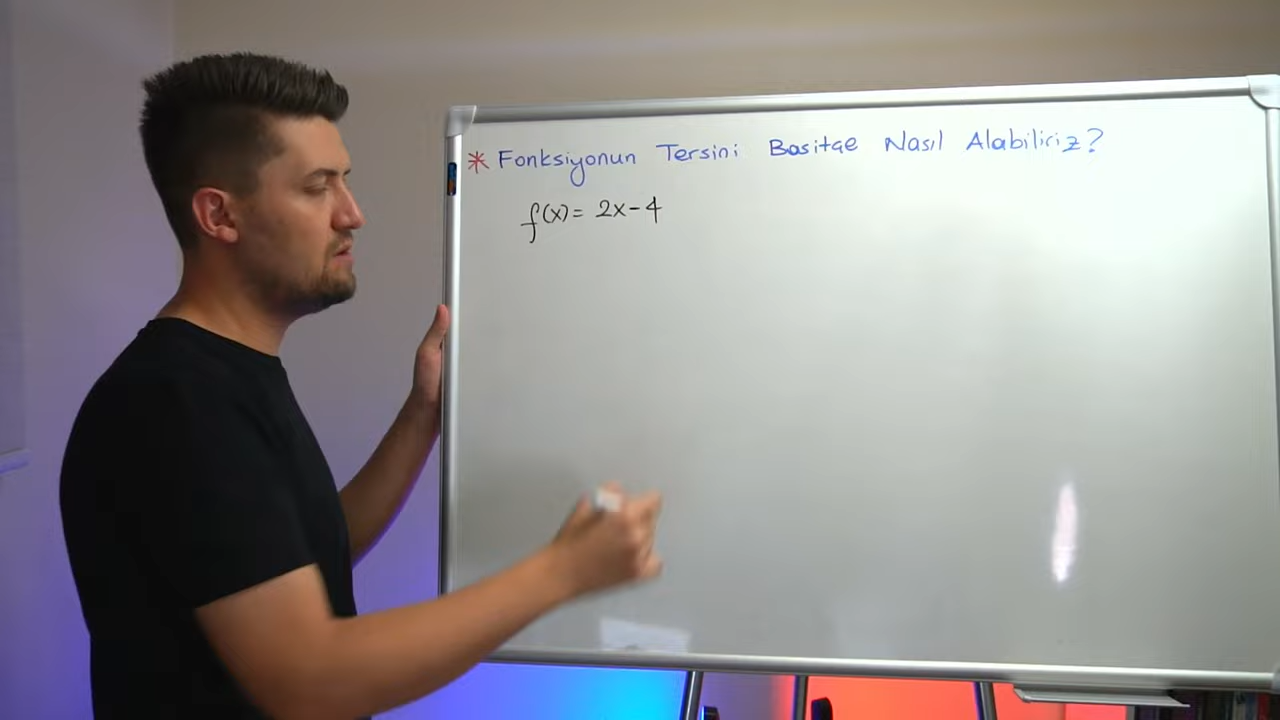 * Fonksiyonun Tersini Basitçe Nasıl Alabiliriz?
f(x) = 2x - 4